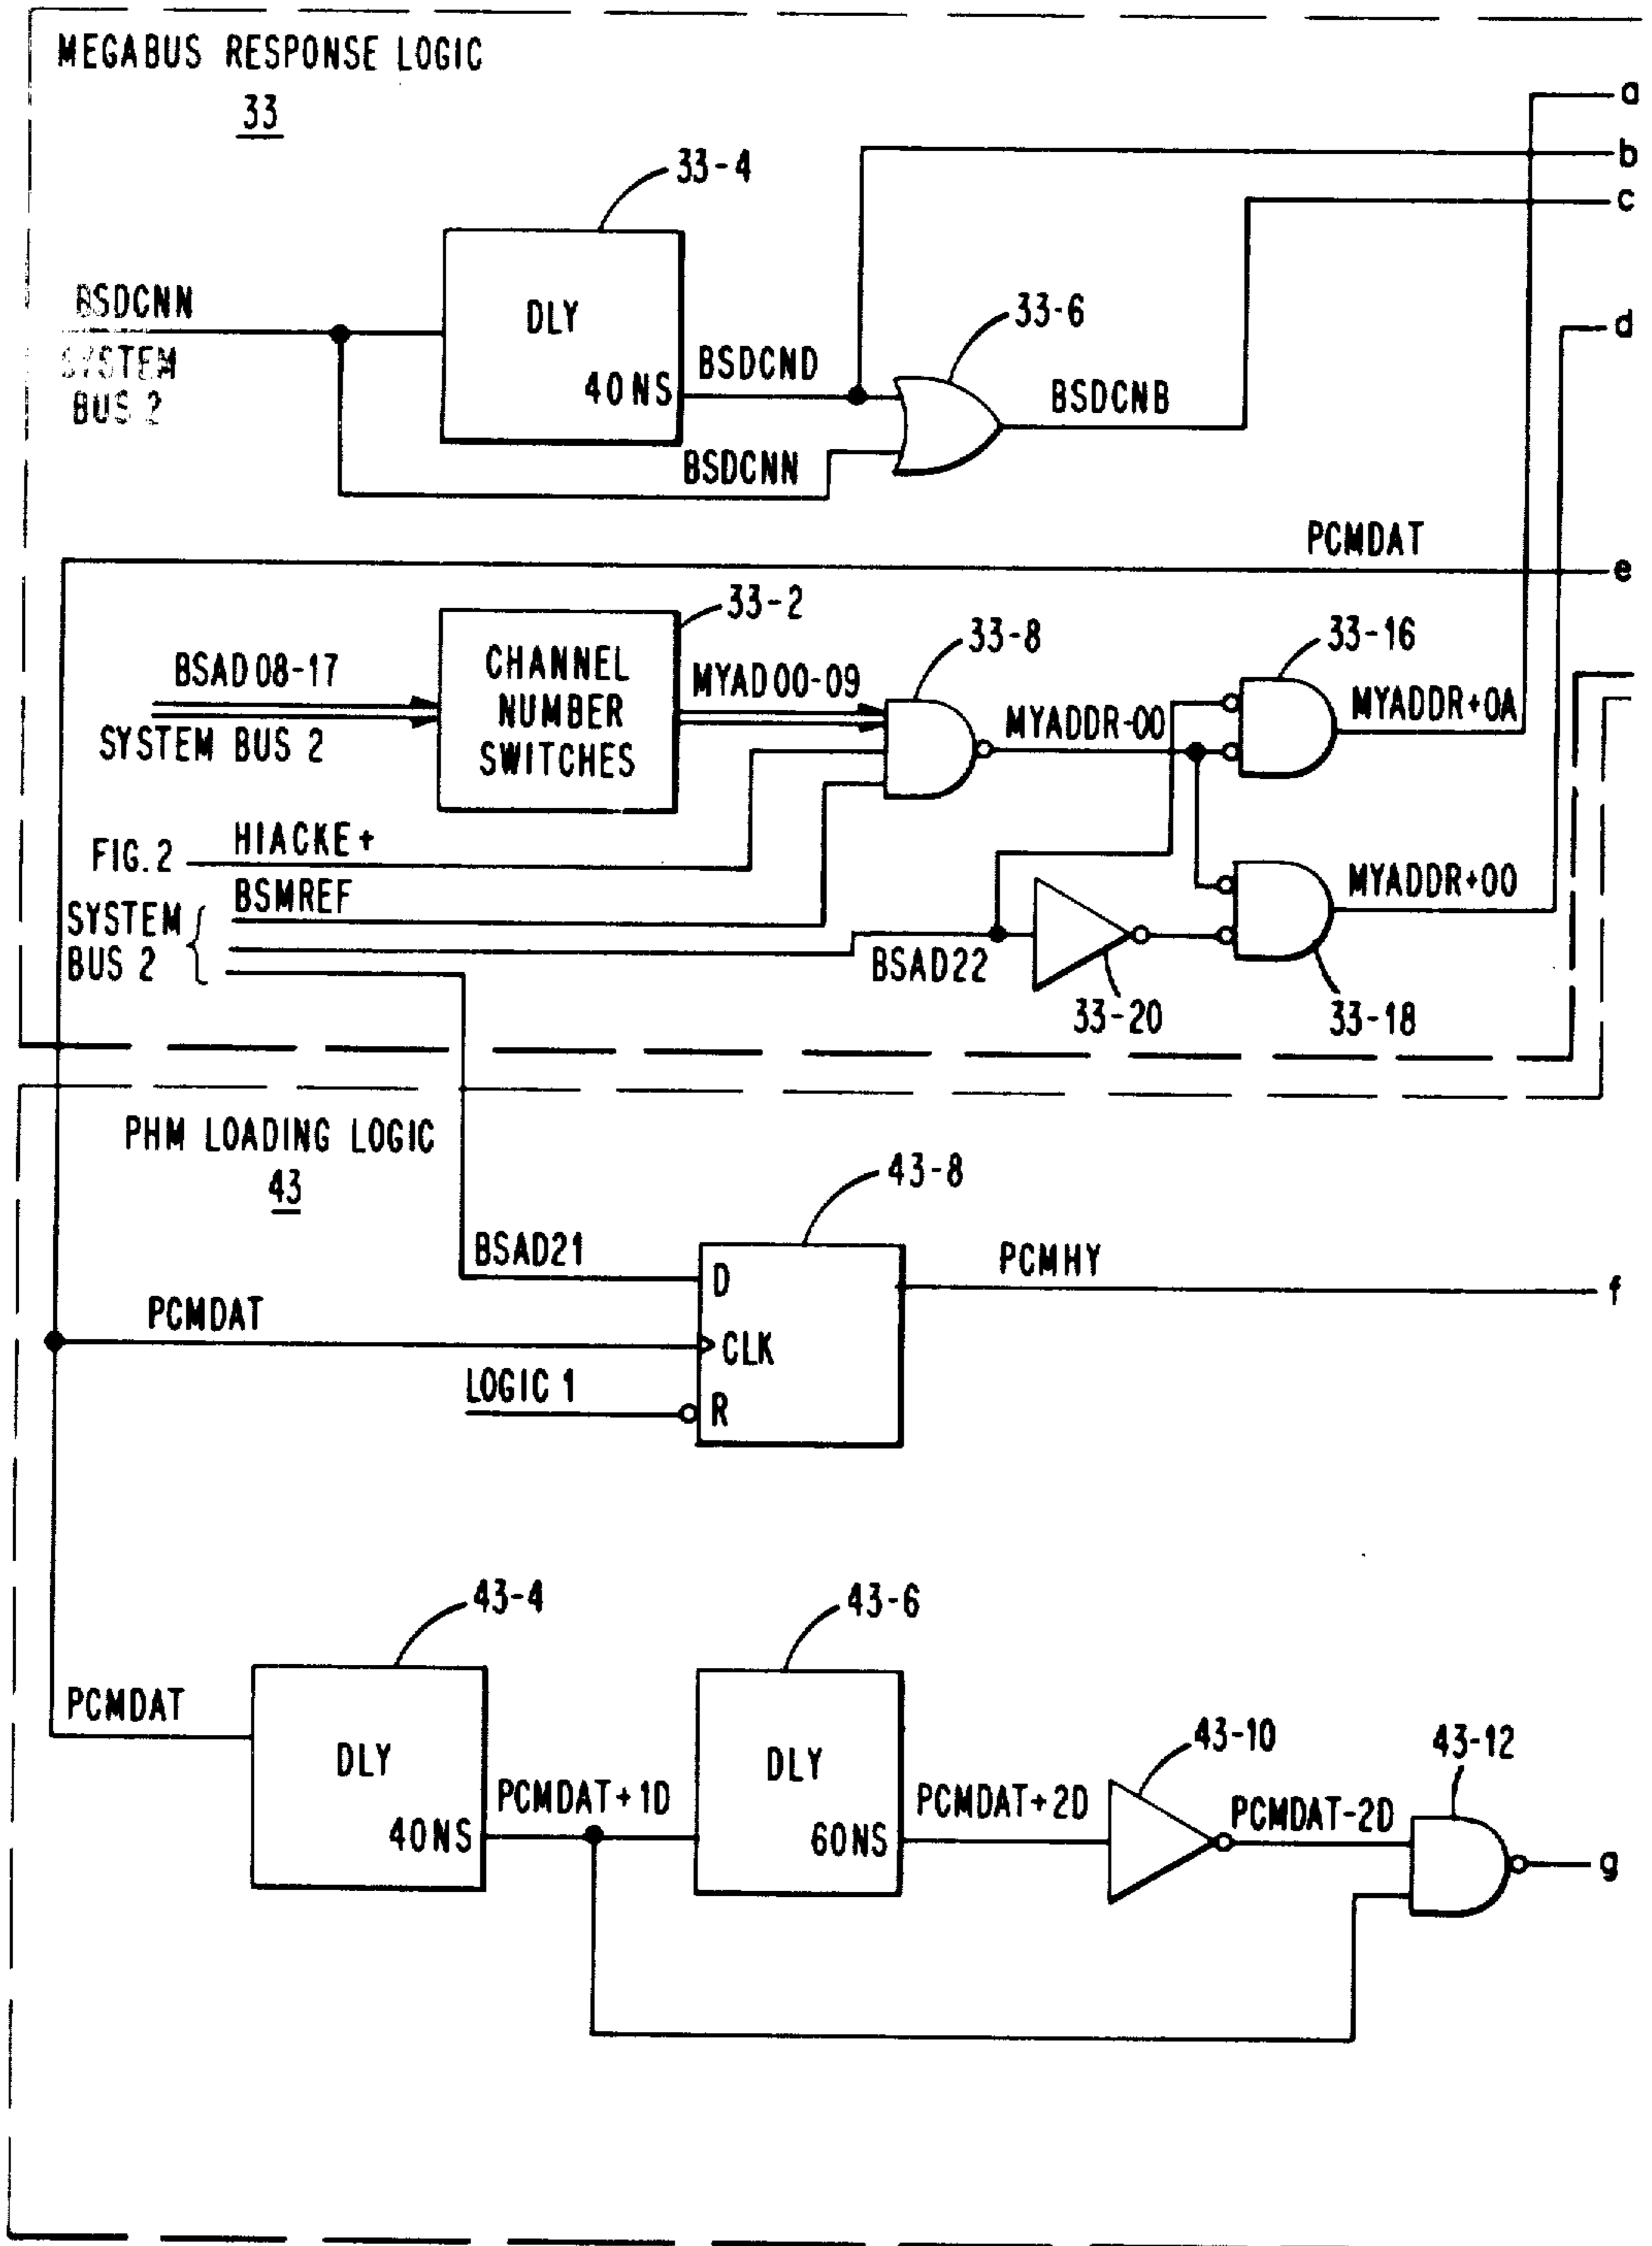 MEGABUS RESPONSE LOGIC
33
a
b
c
33-4
BSDCNN
SYSTEM
BUS 2
DLY
40NS
BSDCND
33-6
BSDCNB
d
BSDCNN
PCMDAT
e
33-2
33-8
33-16
BSAD08-17
SYSTEM BUS 2
CHANNEL
NUMBER
SWITCHES
MYAD00-09
MYADDR-00
MYADDR+0A
FIG. 2
HIACKE+
BSMREF
SYSTEM
BUS 2
BSAD22
MYADDR+00
33-20
33-18
PHM LOADING LOGIC
43
43-8
BSAD21
D
PCMHY
f
PCMDAT
CLK
LOGIC 1
R
43-4
43-6
PCMDAT
DLY
40NS
PCMDAT+1D
DLY
60NS
PCMDAT+2D
43-10
PCMDAT-2D
43-12
g